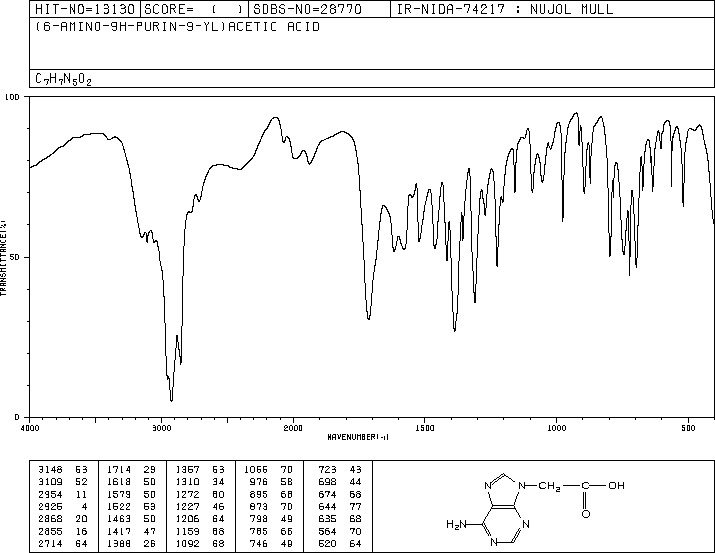 HIT-NO=13130 SCORE= ( ) SDBS-NO=28770 IR-NIDA-74217 : NUJOL MULL
(6-AMINO-9H-PURIN-9-YL)ACETIC ACID
C₇H₇N₅O₂
100
50
0
TRANSMITTANCE(%)
4000 3000 2000 1500 1000 500
WAVENUMBER(-1)
3148 53 1714 29 1357 53 1066 70 723 43
3109 52 1618 50 1310 34 976 58 698 44
2954 11 1579 50 1272 60 895 68 674 68
2925 4 1522 53 1227 46 873 70 644 77
2868 20 1463 50 1206 64 798 49 635 68
2855 16 1417 47 1159 68 785 66 564 70
2714 64 1388 26 1092 68 746 49 520 64
N N CH₂ C OH
O
H₂N N N